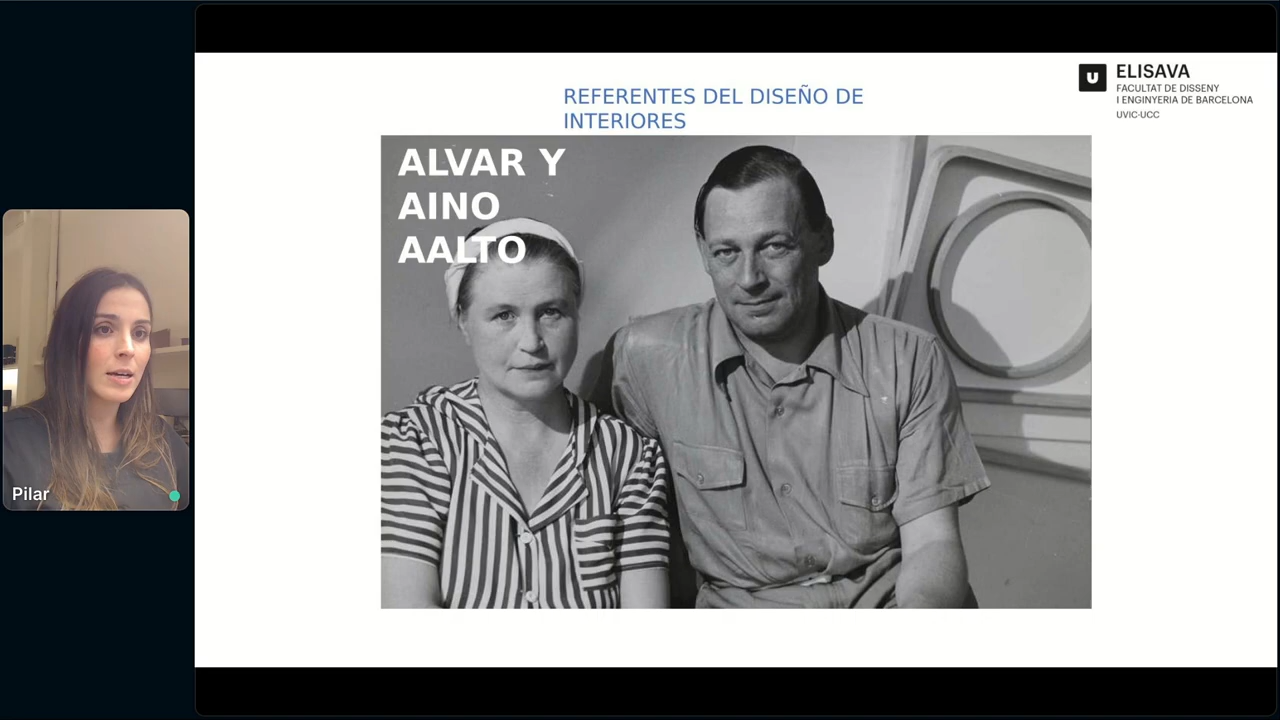 REFERENTES DEL DISEÑO DE
INTERIORES
ELISAVA
FACULTAT DE DISSENY
I ENGINYERIA DE BARCELONA
UVIC·UCC
ALVAR Y
AINO
AALTO
Pilar